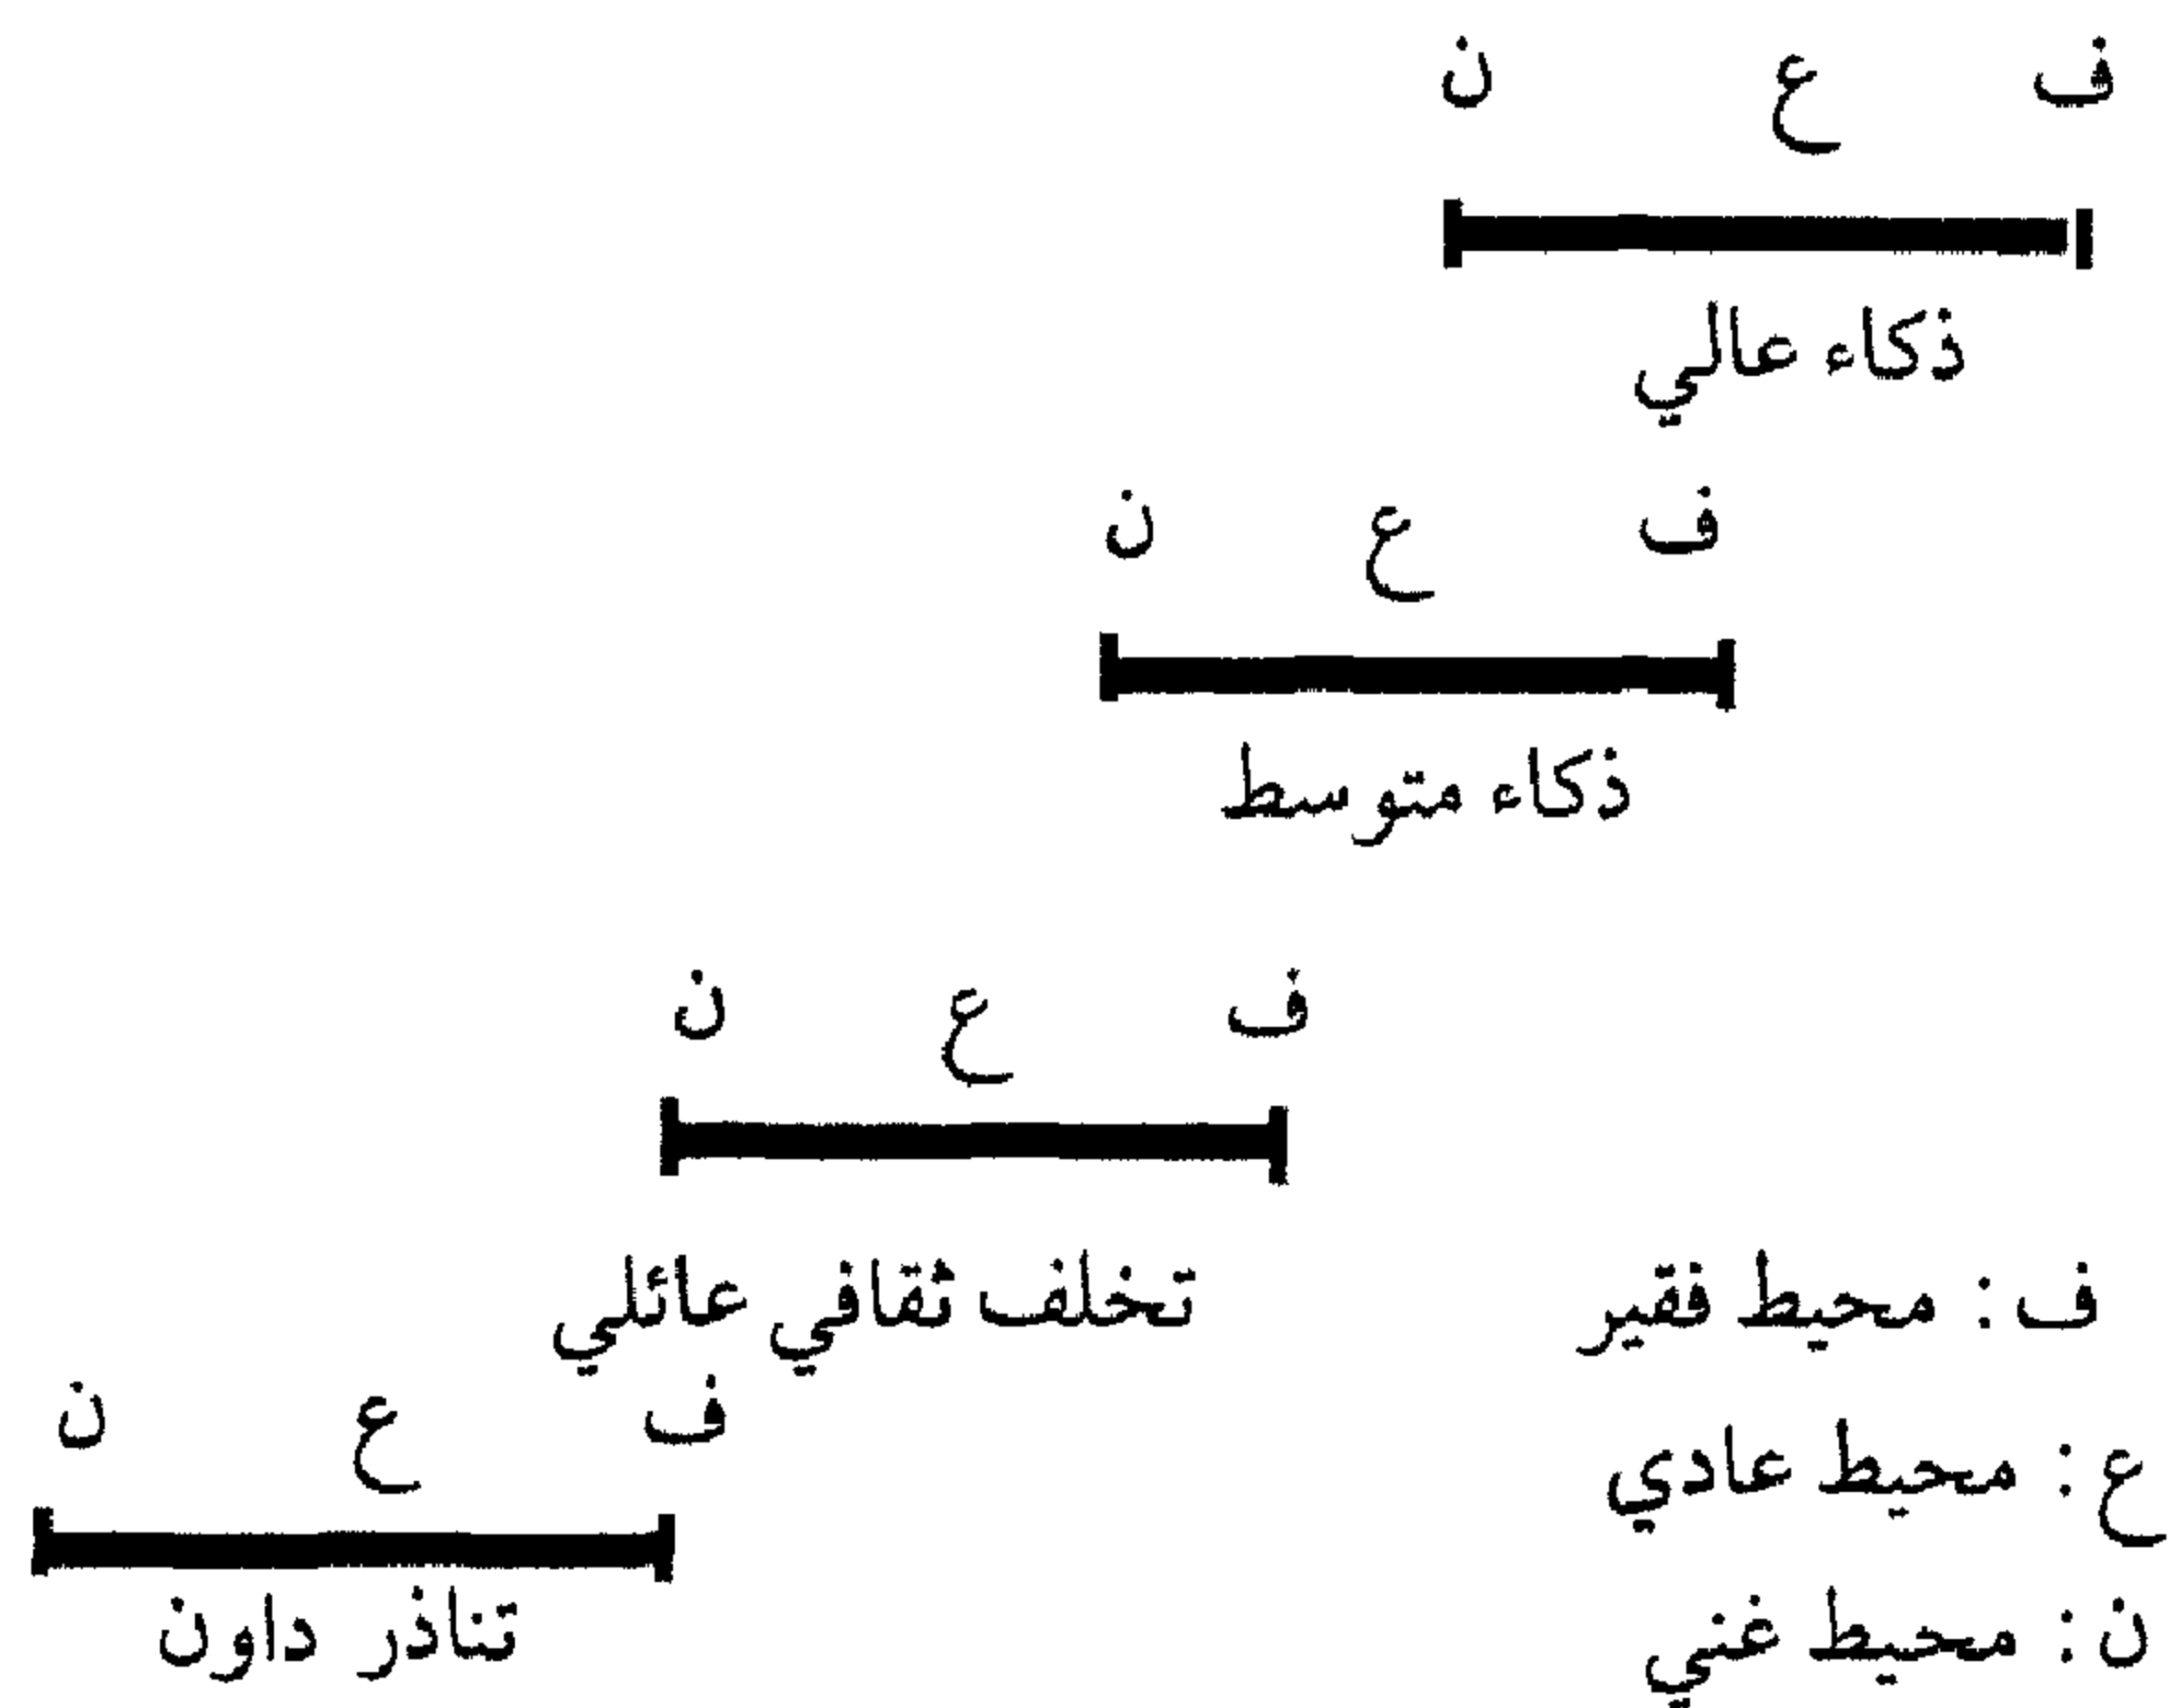 ف ع ن
ذكاء عالي
ف ع ن
ذكاء متوسط
ف ع ن
تخلف ثقافي عائلي
ف ع ن
تناذر داون
ف: محيط فقير
ع: محيط عادي
ن: محيط غني